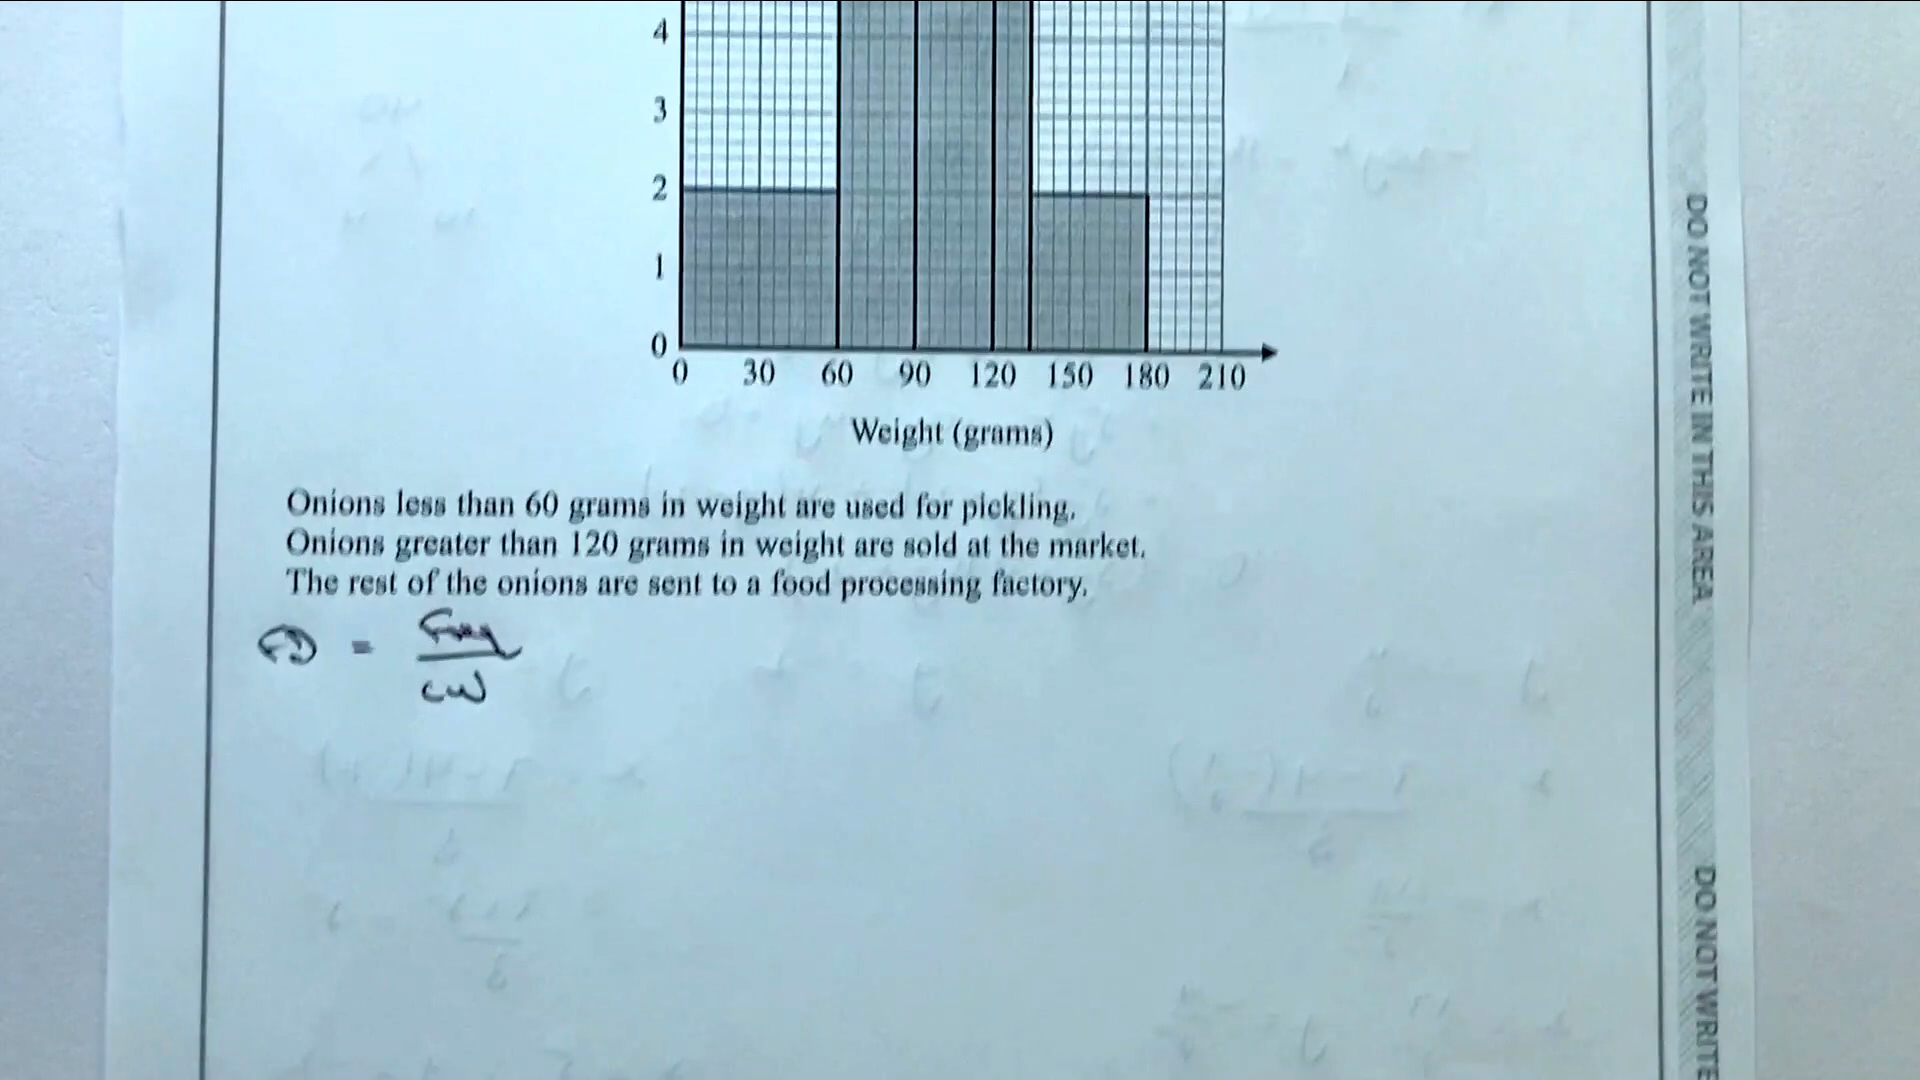 4
3
2
1
0
0 30 60 90 120 150 180 210
Weight (grams)
Onions less than 60 grams in weight are used for pickling.
Onions greater than 120 grams in weight are sold at the market.
The rest of the onions are sent to a food processing factory.
FD = Freq
CW
DO NOT WRITE IN THIS AREA
DO NOT WRITE